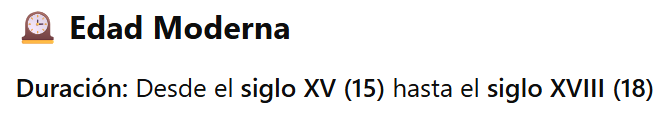 Edad Moderna
Duración: Desde el siglo XV (15) hasta el siglo XVIII (18)